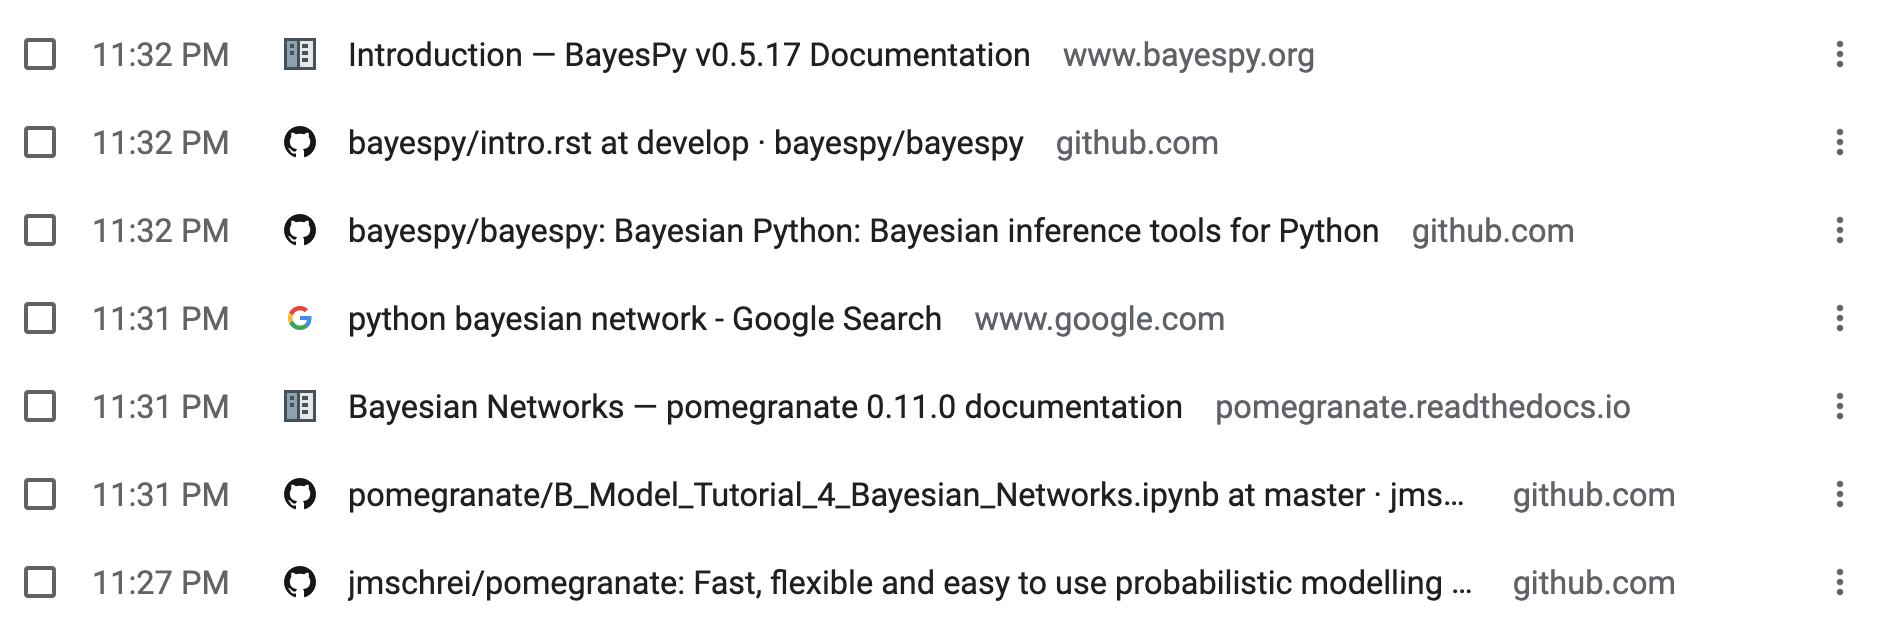 11:32 PM Introduction — BayesPy v0.5.17 Documentation www.bayespy.org
11:32 PM bayespy/intro.rst at develop · bayespy/bayespy github.com
11:32 PM bayespy/bayespy: Bayesian Python: Bayesian inference tools for Python github.com
11:31 PM python bayesian network - Google Search www.google.com
11:31 PM Bayesian Networks — pomegranate 0.11.0 documentation pomegranate.readthedocs.io
11:31 PM pomegranate/B_Model_Tutorial_4_Bayesian_Networks.ipynb at master · jms... github.com
11:27 PM jmschrei/pomegranate: Fast, flexible and easy to use probabilistic modelling ... github.com